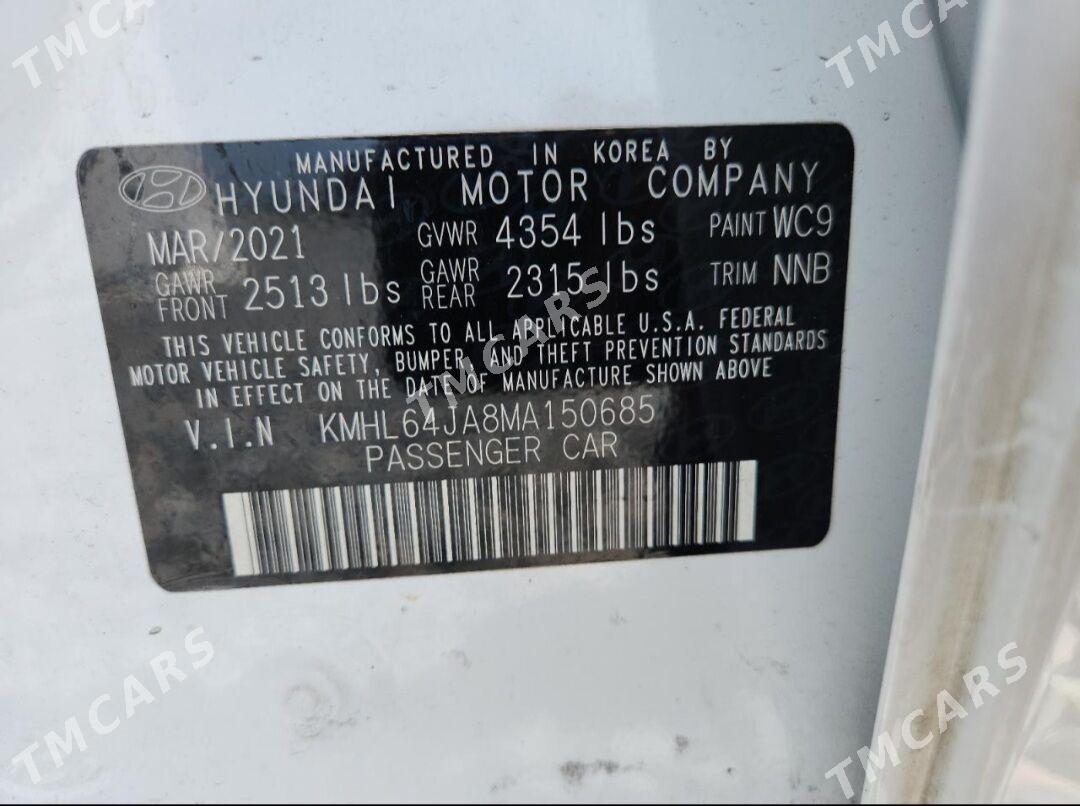 TMCARS
TMCARS
MANUFACTURED IN KOREA BY
HYUNDAI MOTOR COMPANY
MAR/2021 GVWR 4354 lbs PAINT WC9
GAWR FRONT 2513 lbs GAWR REAR 2315 lbs TRIM NNB
THIS VEHICLE CONFORMS TO ALL APPLICABLE U.S.A. FEDERAL
MOTOR VEHICLE SAFETY, BUMPER, AND THEFT PREVENTION STANDARDS
IN EFFECT ON THE DATE OF MANUFACTURE SHOWN ABOVE
TMCARS
V.I.N KMHL64JA8MA150685
PASSENGER CAR
TMCARS
TMCARS